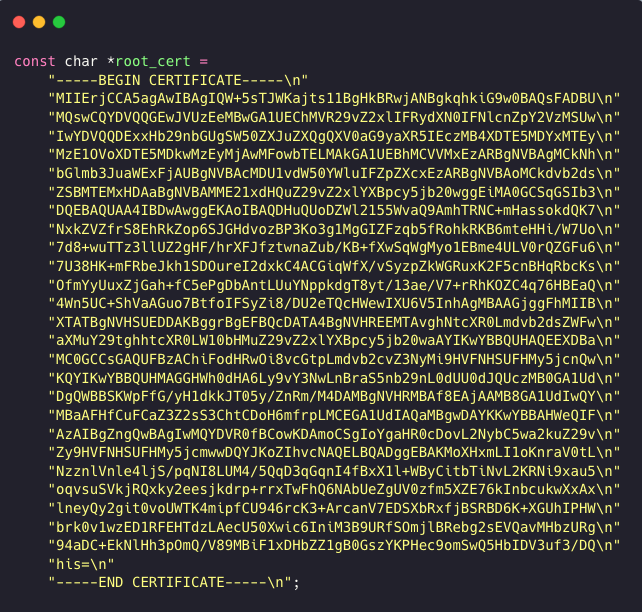 const char *root_cert =
"-----BEGIN CERTIFICATE-----\n"
"MIIErjCCA5agAwIBAgIQW+5sTJWKajts11BgHkBRwjANBgkqhkiG9w0BAQsFADBU\n"
"MQswCQYDVQQGEwJVUzEeMBwGA1UEChMVR29vZ2xlIFRydXN0IFNlcnZpY2VzMSUw\n"
"IwYDVQQDExxHb29nbGUgSW50ZXJuZXQgQXV0aG9yaXR5IEczMB4XDTE5MDYxMTEy\n"
"MzE1OVoXDTE5MDkwMzEyMjAwMFowbTELMAkGA1UEBhMCVVMxEzARBgNVBAgMCkNh\n"
"bGlmb3JuaWExFjAUBgNVBAcMDU1vdW50YWluIFZpZXcxEzARBgNVBAoMCkdvb2ds\n"
"ZSBMTEMxHDAaBgNVBAMME21xdHQuZ29vZ2xlYXBpcy5jb20wggEiMA0GCSqGSIb3\n"
"DQEBAQUAA4IBDwAwggEKAoIBAQDHuQUoDZWl2155WvaQ9AmhTRNC+mHassokdQK7\n"
"NxkZVZfrS8EhRkZop6SJGHdvozBP3Ko3g1MgGIZFzqb5fRohkRKB6mteHHi/W7Uo\n"
"7d8+wuTTz3llUZ2gHF/hrXFJfztwnaZub/KB+fXwSqWgMyo1EBme4ULV0rQZGFu6\n"
"7U38HK+mFRbeJkh1SDOureI2dxkC4ACGiqWfX/vSyzpZkWGRuxK2F5cnBHqRbcKs\n"
"OfmYyUuxZjGah+fC5ePgDbAntLUuYNppkdgT8yt/13ae/V7+rRhKOZC4q76HBEaQ\n"
"4Wn5UC+ShVaAGuo7BtfoIFSyZi8/DU2eTQcHWewIXU6V5InhAgMBAAGjggFhMIIB\n"
"XTATBgNVHSUEDDAKBggrBgEFBQcDATA4BgNVHREEMTAvghNtcXR0Lmdvb2dsZWFw\n"
"aXMuY29tghhtcXR0LW10bHMuZ29vZ2xlYXBpcy5jb20waAYIKwYBBQUHAQEEXDBa\n"
"MC0GCCsGAQUFBzAChiFodHRwOi8vcGtpLmdvb2cvZ3NyMi9HVFNHSUFHMy5jcnQw\n"
"KQYIKwYBBQUHMAGGHWh0dHA6Ly9vY3NwLnBraS5nb29nL0dUU0dJQUczMB0GA1Ud\n"
"DgQWBBSKWpFfG/yH1dkkJT05y/ZnRm/M4DAMBgNVHRMBAf8EAjAAMB8GA1UdIwQY\n"
"MBaAFHfCuFCaZ3Z2sS3ChtCDoH6mfrpLMCEGA1UdIAQaMBgwDAYKKwYBBAHWeQIF\n"
"AzAIBgZngQwBAgIwMQYDVR0fBCowKDAmoCSgIoYgaHR0cDovL2NybC5wa2kuZ29v\n"
"Zy9HVFNHSUFHMy5jcmwwDQYJKoZIhvcNAQELBQADggEBAKMoXHxmLI1oKnraV0tL\n"
"NzznlVnle4ljS/pqNI8LUM4/5QqD3qGqnI4fBxX1l+WByCitbTiNvL2KRNi9xau5\n"
"oqvsuSVkjRQxky2eesjkdrp+rrxTwFhQ6NAbUeZgUV0zfm5XZE76kInbcukwXxAx\n"
"lneyQy2git0voUWTK4mipfCU946rcK3+ArcanV7EDSXbRxfjBSRBD6K+XGUhIPHW\n"
"brk0v1wzED1RFEHTdzLAecU50Xwic6IniM3B9URfSOmjlBRebg2sEVQavMHbzURg\n"
"94aDC+EkNlHh3pOmQ/V89MBiF1xDHbZZ1gB0GszYKPHec9omSwQ5HbIDV3uf3/DQ\n"
"his=\n"
"-----END CERTIFICATE-----\n";